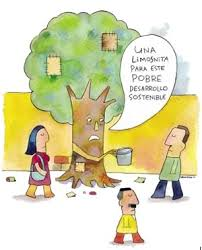 UNA
LIMOSNITA
PARA ESTE
POBRE
DESARROLLO
SOSTENIBLE